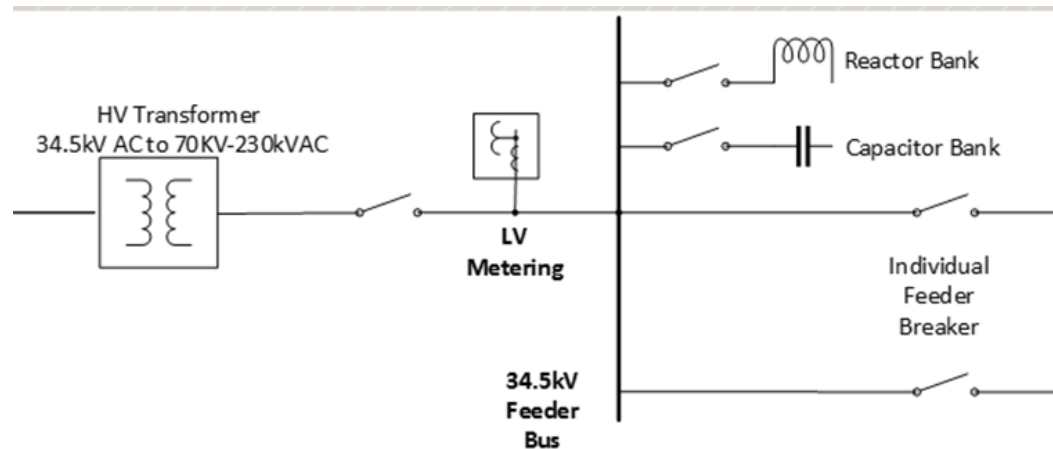 Reactor Bank
HV Transformer
34.5kV AC to 70KV-230kVAC
Capacitor Bank
LV
Metering
Individual
Feeder
Breaker
34.5kV
Feeder
Bus